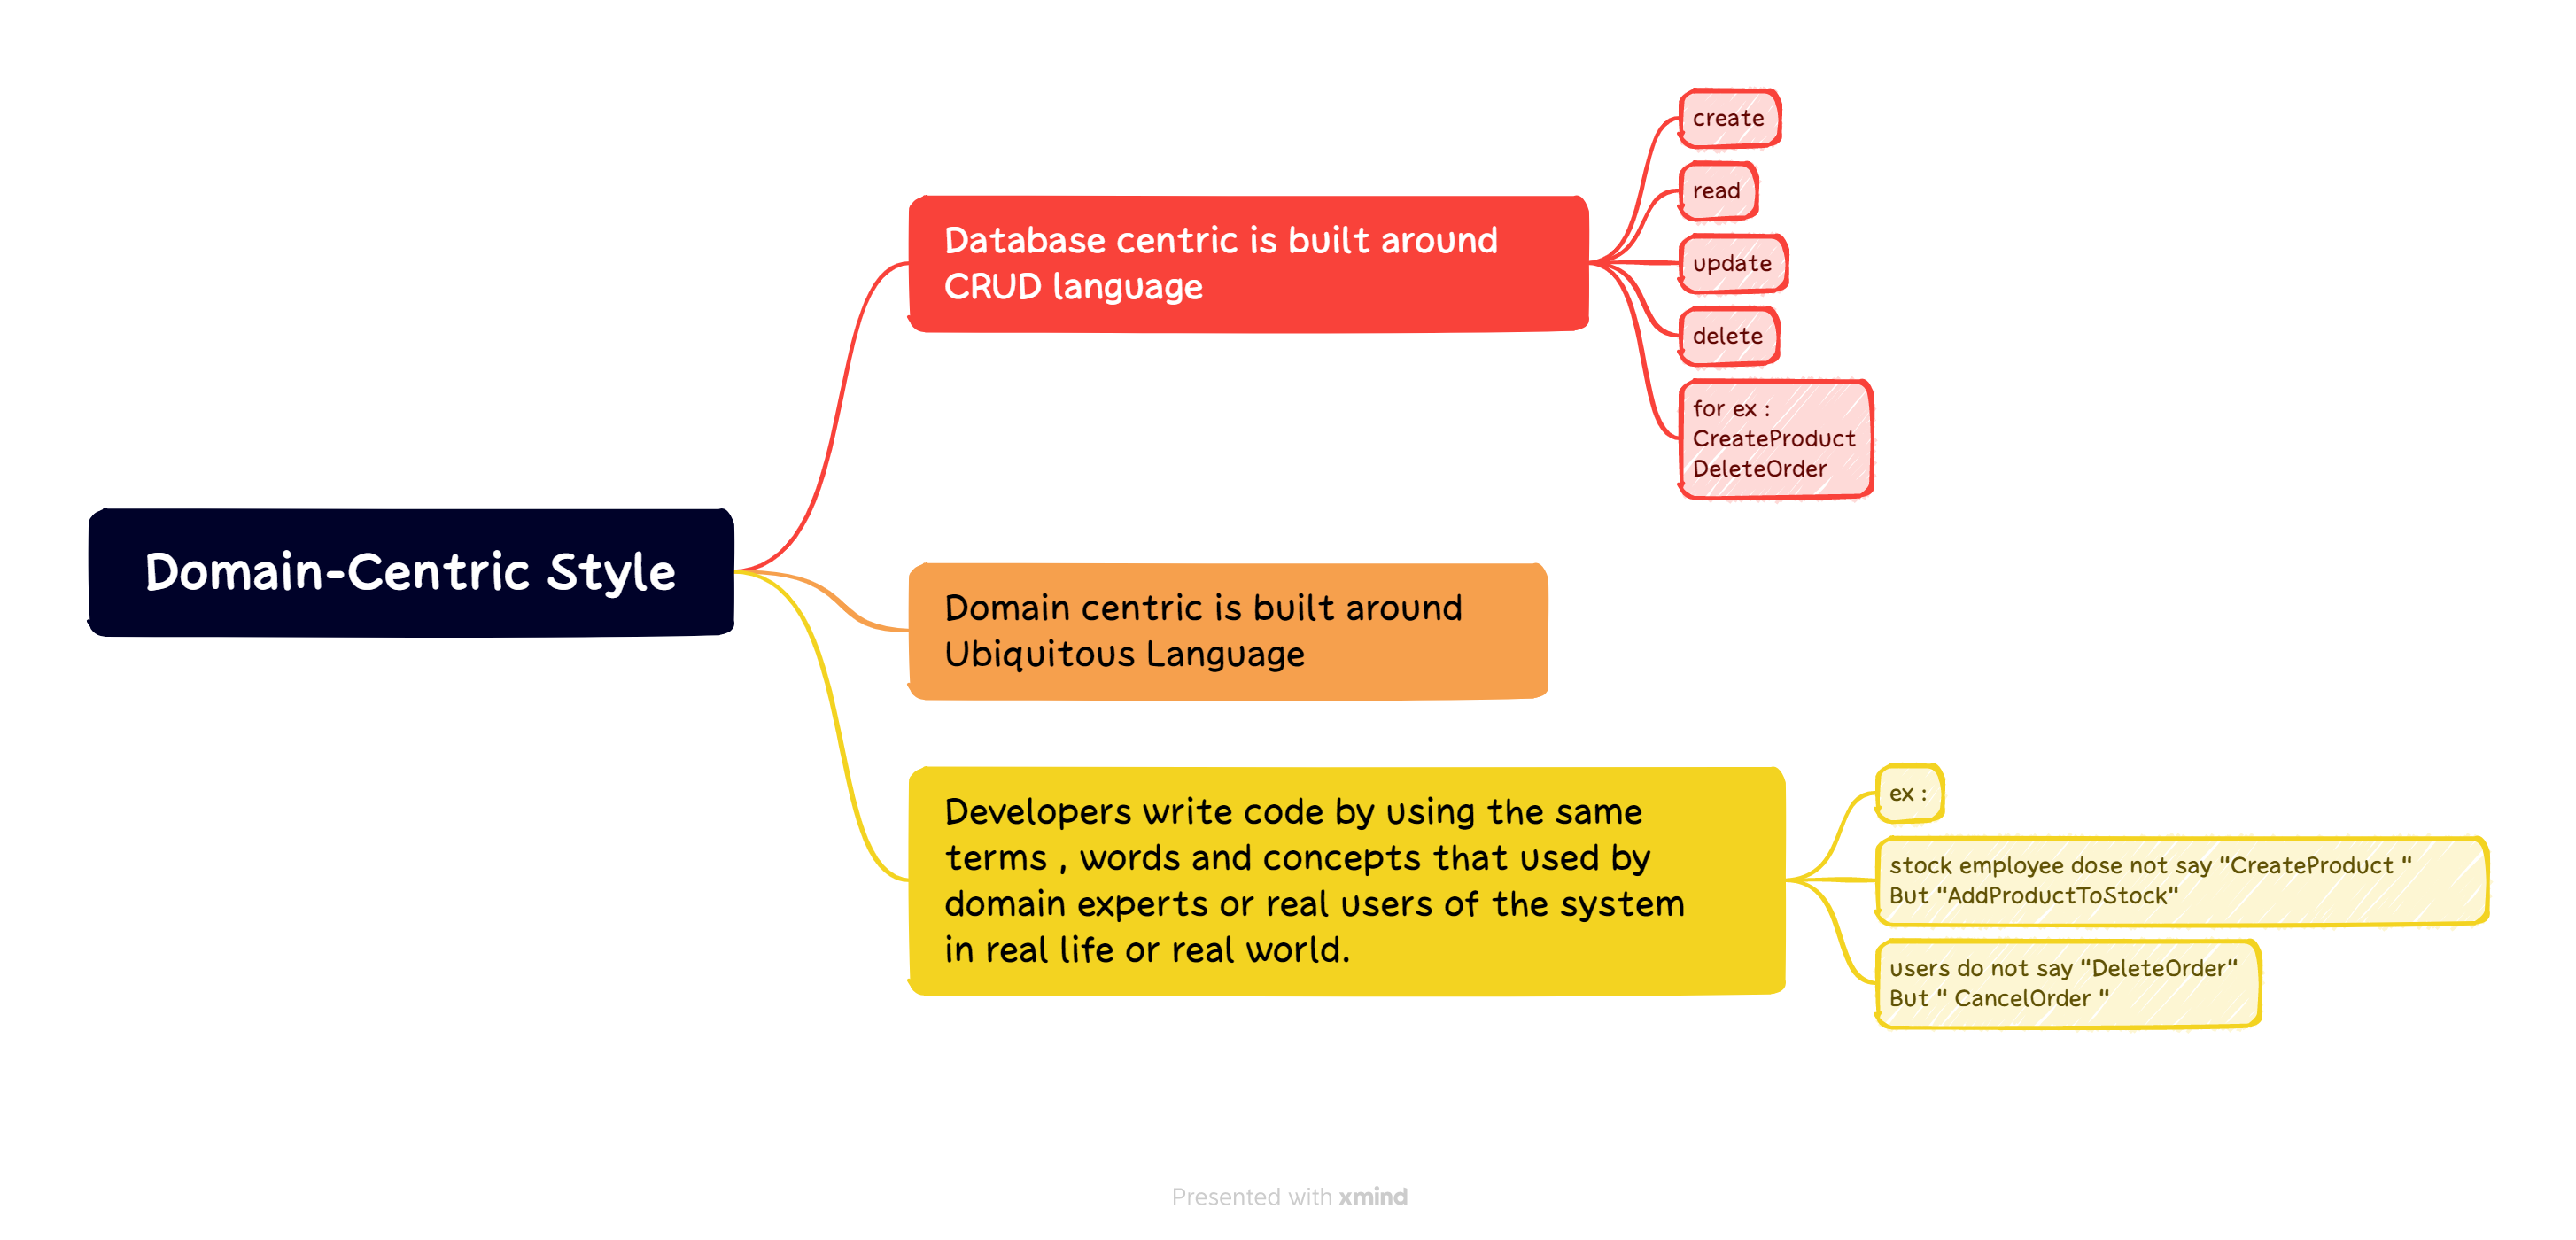 Domain-Centric Style
Database centric is built around
CRUD language
create
read
update
delete
for ex :
CreateProduct
DeleteOrder
Domain centric is built around
Ubiquitous Language
Developers write code by using the same
terms , words and concepts that used by
domain experts or real users of the system
in real life or real world.
ex :
stock employee dose not say "CreateProduct "
But "AddProductToStock"
users do not say "DeleteOrder"
But " CancelOrder "
Presented with xmind